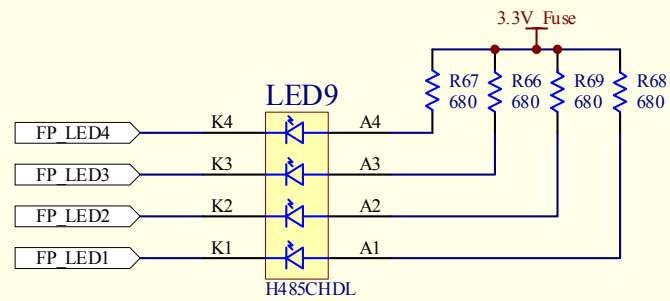 3.3V_Fuse
R67
680
R66
680
R69
680
R68
680
LED9
FP_LED4
K4
A4
FP_LED3
K3
A3
FP_LED2
K2
A2
FP_LED1
K1
A1
H485CHDL